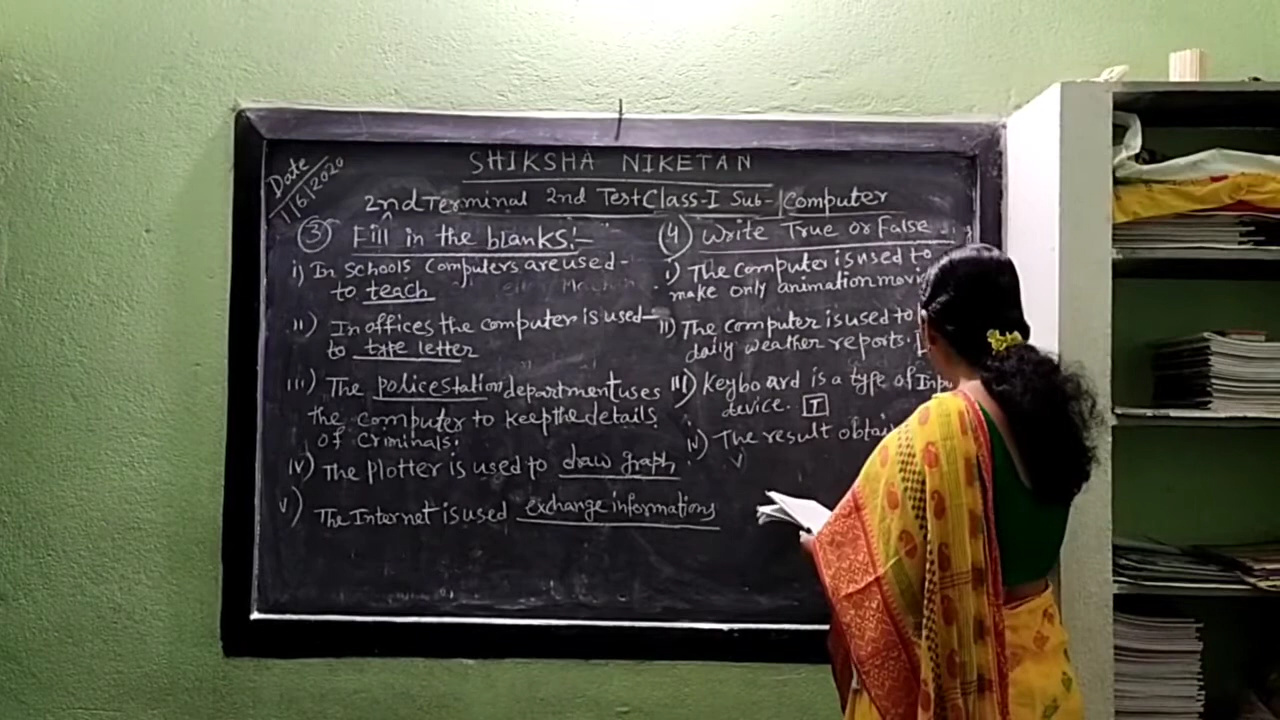 Date
1/6/2020
SHIKSHA NIKETAN
2nd Terminal 2nd Test Class-I Sub- Computer
③ Fill in the blanks:-
i) In schools Computers are used -
to teach
ii) In offices the computer is used-
to type letter
iii) The police station department uses
the computer to keep the details
of Criminals.
iv) The plotter is used to draw graph.
v) The Internet is used exchange informations
④ Write True or False
i) The Computer is used to
make only animation
ii) The computer is used to
daily weather reports.
iii) Keyboard is a type of
device. T
iv) The result
v